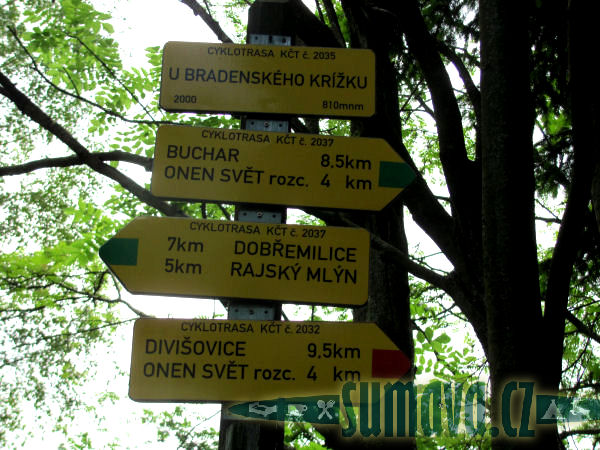 CYKLOTRASA KČT č. 2035
U BRADENSKÉHO KŘÍŽKU
2000 810mnm
CYKLOTRASA KČT č. 2037
BUCHAR 8,5km
ONEN SVĚT rozc. 4 km
CYKLOTRASA KČT č. 2037
7km DOBŘEMILICE
5km RAJSKÝ MLÝN
CYKLOTRASA KČT č. 2032
DIVIŠOVICE 9,5km
ONEN SVĚT rozc. 4 km
sumava.cz